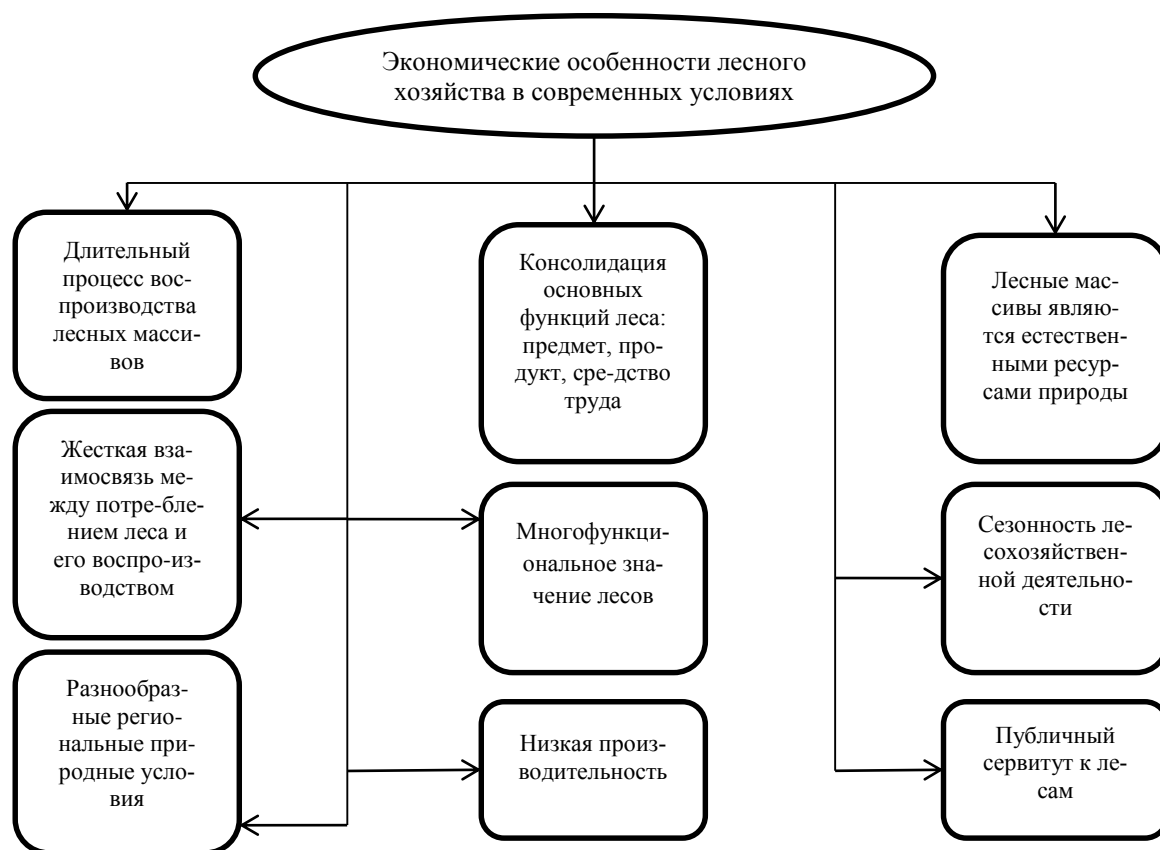 Экономические особенности лесного
хозяйства в современных условиях
Длительный
процесс вос-
производства
лесных масси-
вов
Консолидация
основных
функций леса:
предмет, про-
дукт, сре-дство
труда
Лесные мас-
сивы являю-
тся естествен-
ными ресур-
сами природы
Жесткая вза-
имосвязь ме-
жду потре-бле-
нием леса и
его воспро-из-
водством
Многофункци-
ональное зна-
чение лесов
Сезонность ле-
сохозяйствен-
ной деятельно-
сти
Разнообраз-
ные регио-
нальные при-
родные усло-
вия
Низкая произ-
водительность
Публичный
сервитут к ле-
сам